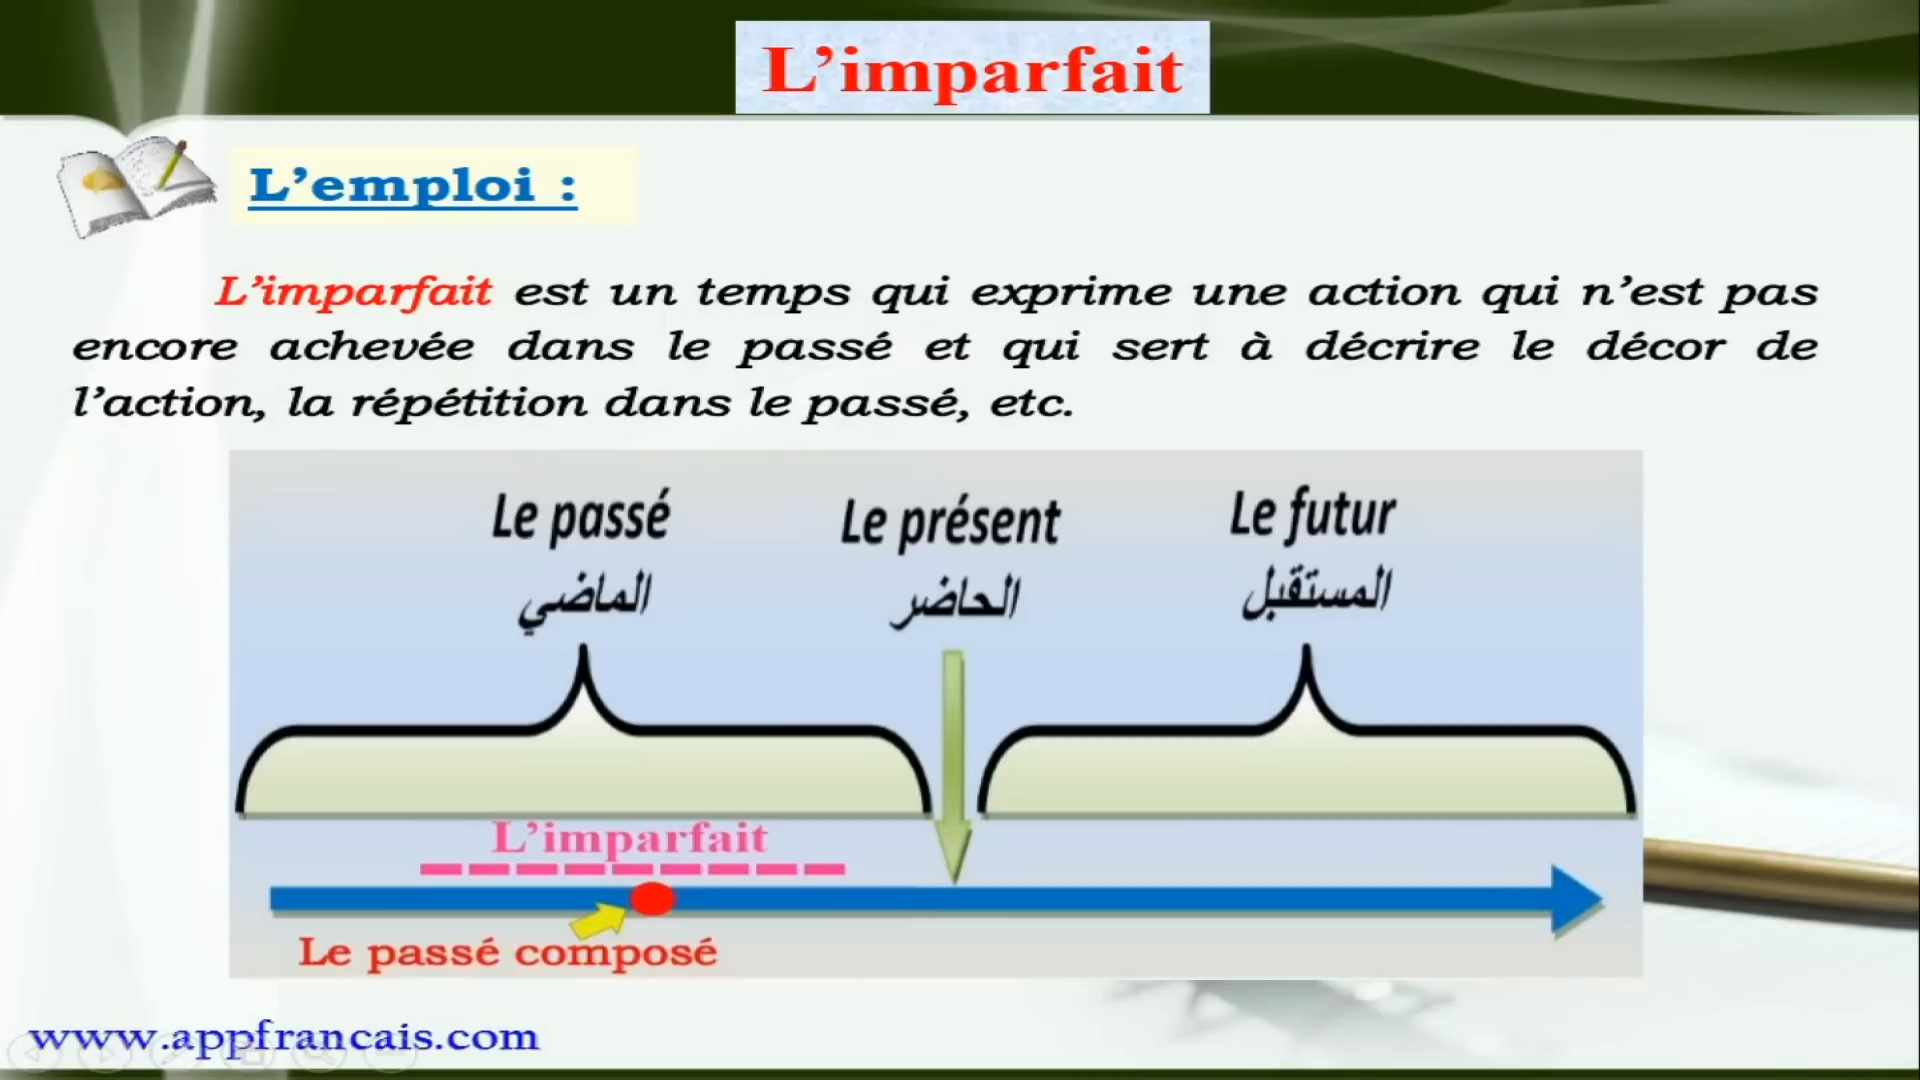 L’imparfait
L’emploi :
L’imparfait est un temps qui exprime une action qui n’est pas
encore achevée dans le passé et qui sert à décrire le décor de
l’action, la répétition dans le passé, etc.
Le passé
الماضي
Le présent
الحاضر
Le futur
المستقبل
L’imparfait
Le passé composé
www.appfrancais.com